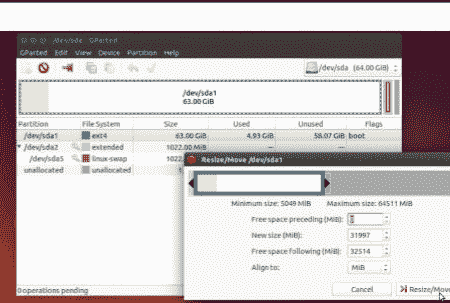 /dev/sda - GParted
GParted Edit View Device Partition Help
/dev/sda (64.00 GiB)
/dev/sda1
63.00 GiB
Partition File System Size Used Unused Flags
/dev/sda1 ext4 63.00 GiB 4.93 GiB 58.07 GiB boot
/dev/sda2 extended 1022.00 MiB
/dev/sda5 linux-swap 1022
unallocated unallocated
Resize/Move /dev/sda1
Minimum size: 5049 MiB Maximum size: 64511 MiB
Free space preceding (MiB):
New size (MiB): 31997
Free space following (MiB): 32514
Align to: MiB
Cancel Resize/Move
0 operations pending